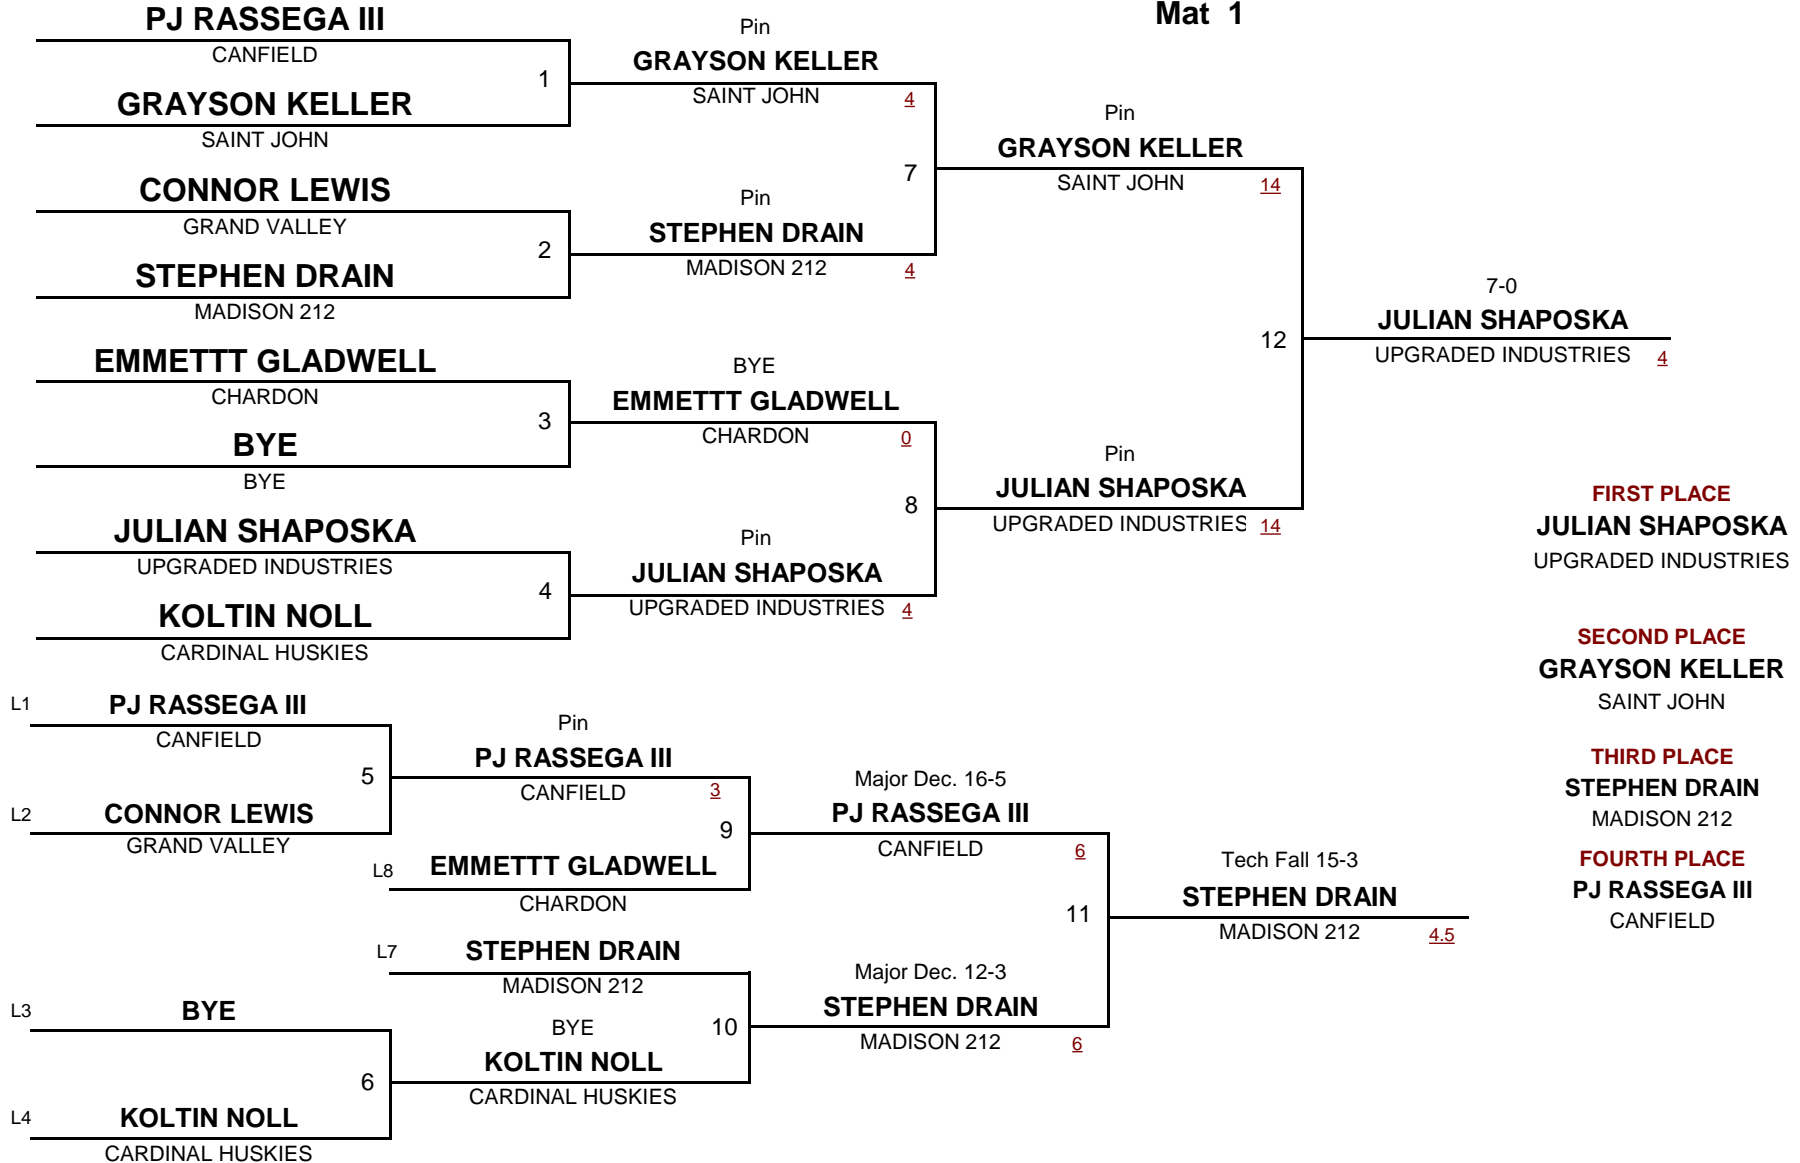 Mat 1
PJ RASSEGA III
CANFIELD
1
GRAYSON KELLER
SAINT JOHN
CONNOR LEWIS
GRAND VALLEY
2
STEPHEN DRAIN
MADISON 212
EMMETTT GLADWELL
CHARDON
3
BYE
BYE
JULIAN SHAPOSKA
UPGRADED INDUSTRIES
4
KOLTIN NOLL
CARDINAL HUSKIES
Pin
GRAYSON KELLER
SAINT JOHN 4
7
Pin
STEPHEN DRAIN
MADISON 212 4
BYE
EMMETTT GLADWELL
CHARDON 0
8
Pin
JULIAN SHAPOSKA
UPGRADED INDUSTRIES 4
Pin
GRAYSON KELLER
SAINT JOHN 14
12
Pin
JULIAN SHAPOSKA
UPGRADED INDUSTRIES 14
7-0
JULIAN SHAPOSKA
UPGRADED INDUSTRIES 4
L1 PJ RASSEGA III
CANFIELD
5
L2 CONNOR LEWIS
GRAND VALLEY
L3 BYE
6
L4 KOLTIN NOLL
CARDINAL HUSKIES
Pin
PJ RASSEGA III
CANFIELD 3
9
L8 EMMETTT GLADWELL
CHARDON
L7 STEPHEN DRAIN
MADISON 212
10
BYE
KOLTIN NOLL
CARDINAL HUSKIES
Major Dec. 16-5
PJ RASSEGA III
CANFIELD 6
11
Major Dec. 12-3
STEPHEN DRAIN
MADISON 212 6
Tech Fall 15-3
STEPHEN DRAIN
MADISON 212 4.5
FIRST PLACE
JULIAN SHAPOSKA
UPGRADED INDUSTRIES
SECOND PLACE
GRAYSON KELLER
SAINT JOHN
THIRD PLACE
STEPHEN DRAIN
MADISON 212
FOURTH PLACE
PJ RASSEGA III
CANFIELD